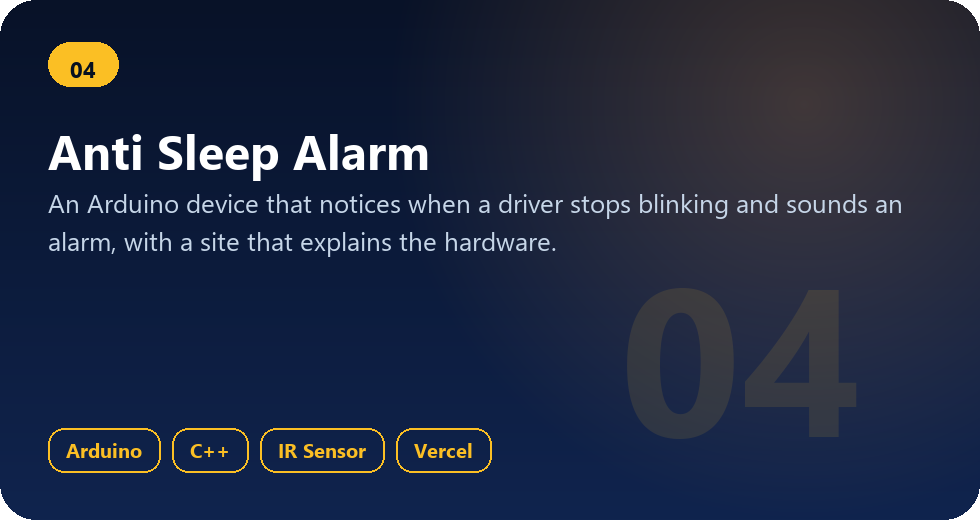 04
Anti Sleep Alarm
An Arduino device that notices when a driver stops blinking and sounds an
alarm, with a site that explains the hardware.
04
Arduino
C++
IR Sensor
Vercel